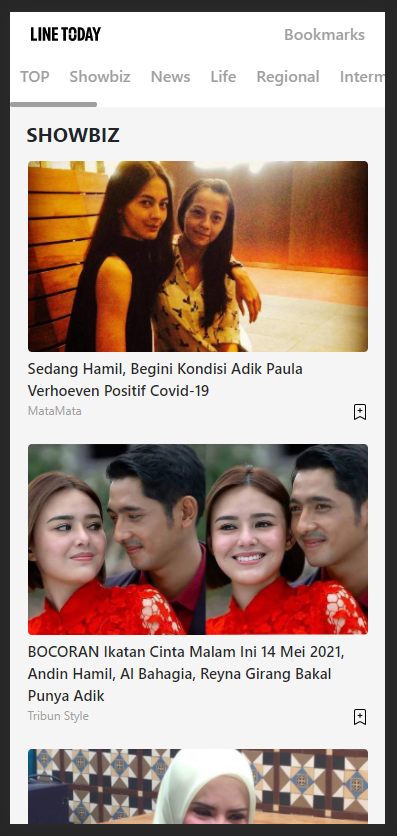 LINE TODAY
Bookmarks
TOP Showbiz News Life Regional Interm
SHOWBIZ
Sedang Hamil, Begini Kondisi Adik Paula
Verhoeven Positif Covid-19
MataMata
BOCORAN Ikatan Cinta Malam Ini 14 Mei 2021,
Andin Hamil, Al Bahagia, Reyna Girang Bakal
Punya Adik
Tribun Style